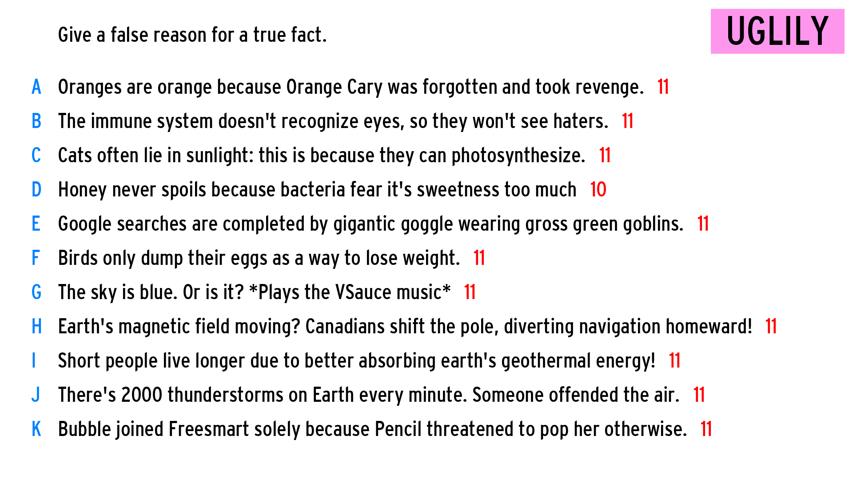 Give a false reason for a true fact.
UGLILY
A Oranges are orange because Orange Cary was forgotten and took revenge. 11
B The immune system doesn't recognize eyes, so they won't see haters. 11
C Cats often lie in sunlight: this is because they can photosynthesize. 11
D Honey never spoils because bacteria fear it's sweetness too much 10
E Google searches are completed by gigantic goggle wearing gross green goblins. 11
F Birds only dump their eggs as a way to lose weight. 11
G The sky is blue. Or is it? *Plays the VSauce music* 11
H Earth's magnetic field moving? Canadians shift the pole, diverting navigation homeward! 11
I Short people live longer due to better absorbing earth's geothermal energy! 11
J There's 2000 thunderstorms on Earth every minute. Someone offended the air. 11
K Bubble joined Freesmart solely because Pencil threatened to pop her otherwise. 11